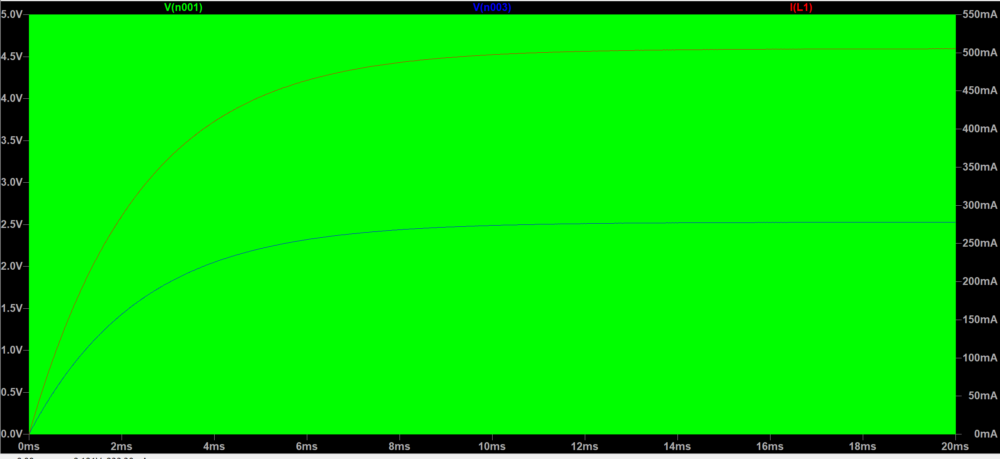 V(n001) V(n003) I(L1)
5.0V 550mA
4.5V 500mA
4.0V 450mA
3.5V 400mA
3.0V 350mA
300mA
2.5V 250mA
2.0V 200mA
1.5V 150mA
1.0V 100mA
0.5V 50mA
0.0V 0mA
0ms 2ms 4ms 6ms 8ms 10ms 12ms 14ms 16ms 18ms 20ms